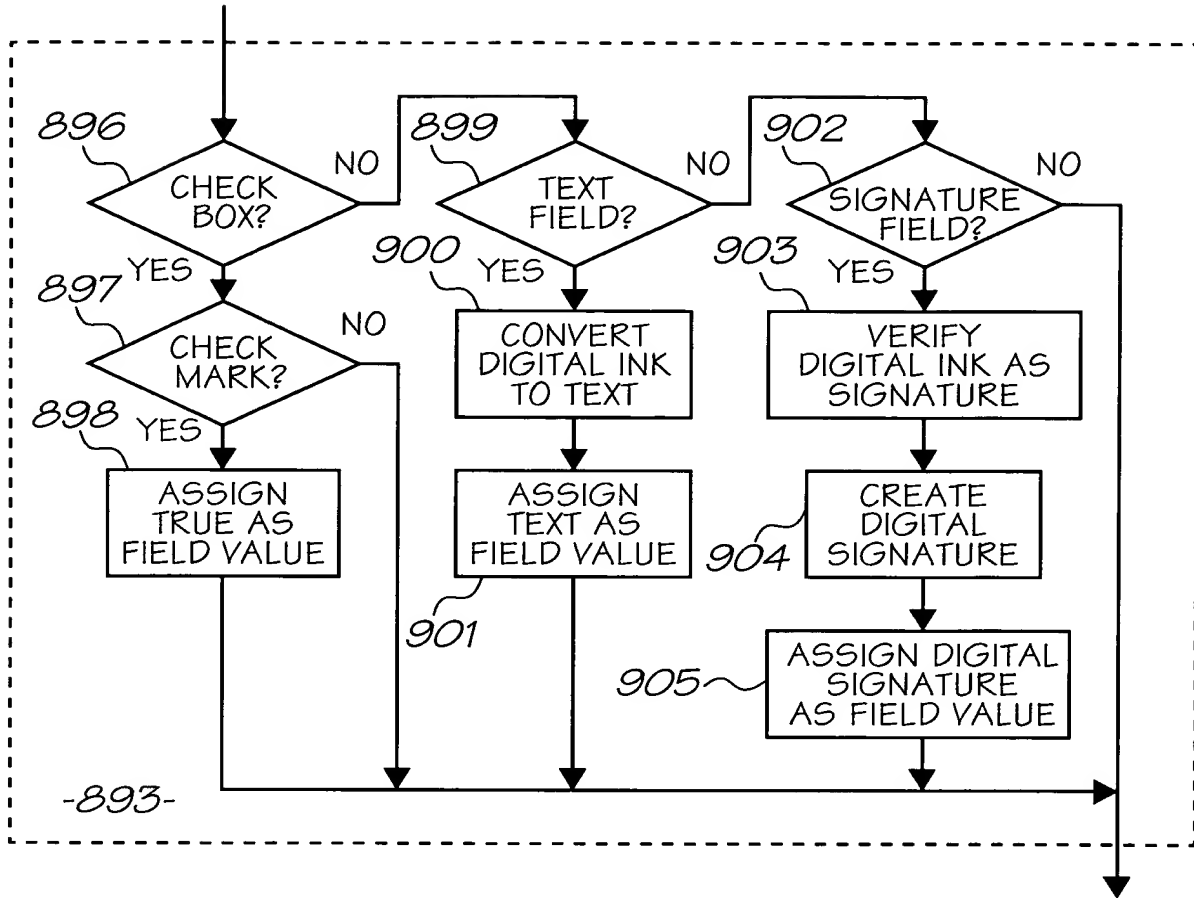 896
CHECK
BOX?
NO
YES
897
CHECK
MARK?
NO
YES
898
ASSIGN
TRUE AS
FIELD VALUE
899
TEXT
FIELD?
NO
YES
900
CONVERT
DIGITAL INK
TO TEXT
ASSIGN
TEXT AS
FIELD VALUE
901
902
SIGNATURE
FIELD?
NO
YES
903
VERIFY
DIGITAL INK AS
SIGNATURE
CREATE
DIGITAL
SIGNATURE
904
ASSIGN DIGITAL
SIGNATURE
AS FIELD VALUE
905
-893-